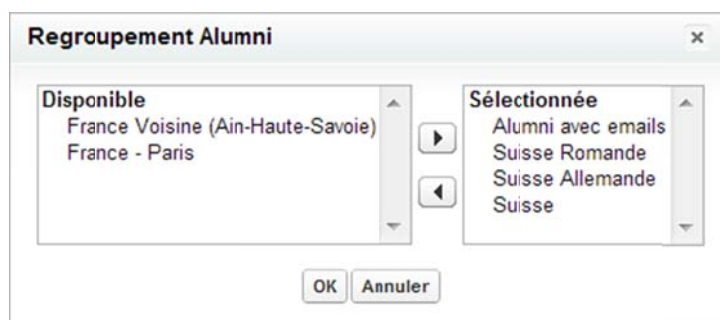 Regroupement Alumni
Disponible
France Voisine (Ain-Haute-Savoie)
France - Paris
Sélectionnée
Alumni avec emails
Suisse Romande
Suisse Allemande
Suisse
OK Annuler